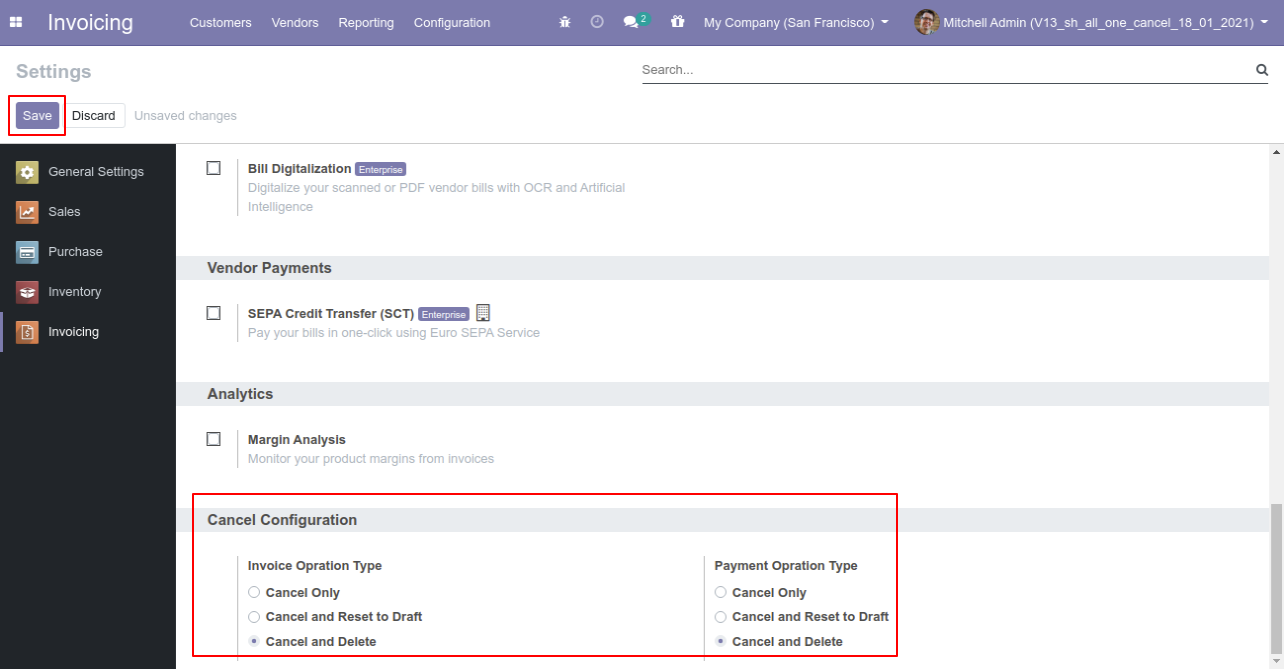 Invoicing Customers Vendors Reporting Configuration 2 My Company (San Francisco) Mitchell Admin (V13_sh_all_one_cancel_18_01_2021)
Settings Search...
Save Discard Unsaved changes
General Settings
Sales
Purchase
Inventory
Invoicing
Bill Digitalization Enterprise
Digitalize your scanned or PDF vendor bills with OCR and Artificial
Intelligence
Vendor Payments
SEPA Credit Transfer (SCT) Enterprise
Pay your bills in one-click using Euro SEPA Service
Analytics
Margin Analysis
Monitor your product margins from invoices
Cancel Configuration
Invoice Opration Type
Cancel Only
Cancel and Reset to Draft
Cancel and Delete
Payment Opration Type
Cancel Only
Cancel and Reset to Draft
Cancel and Delete